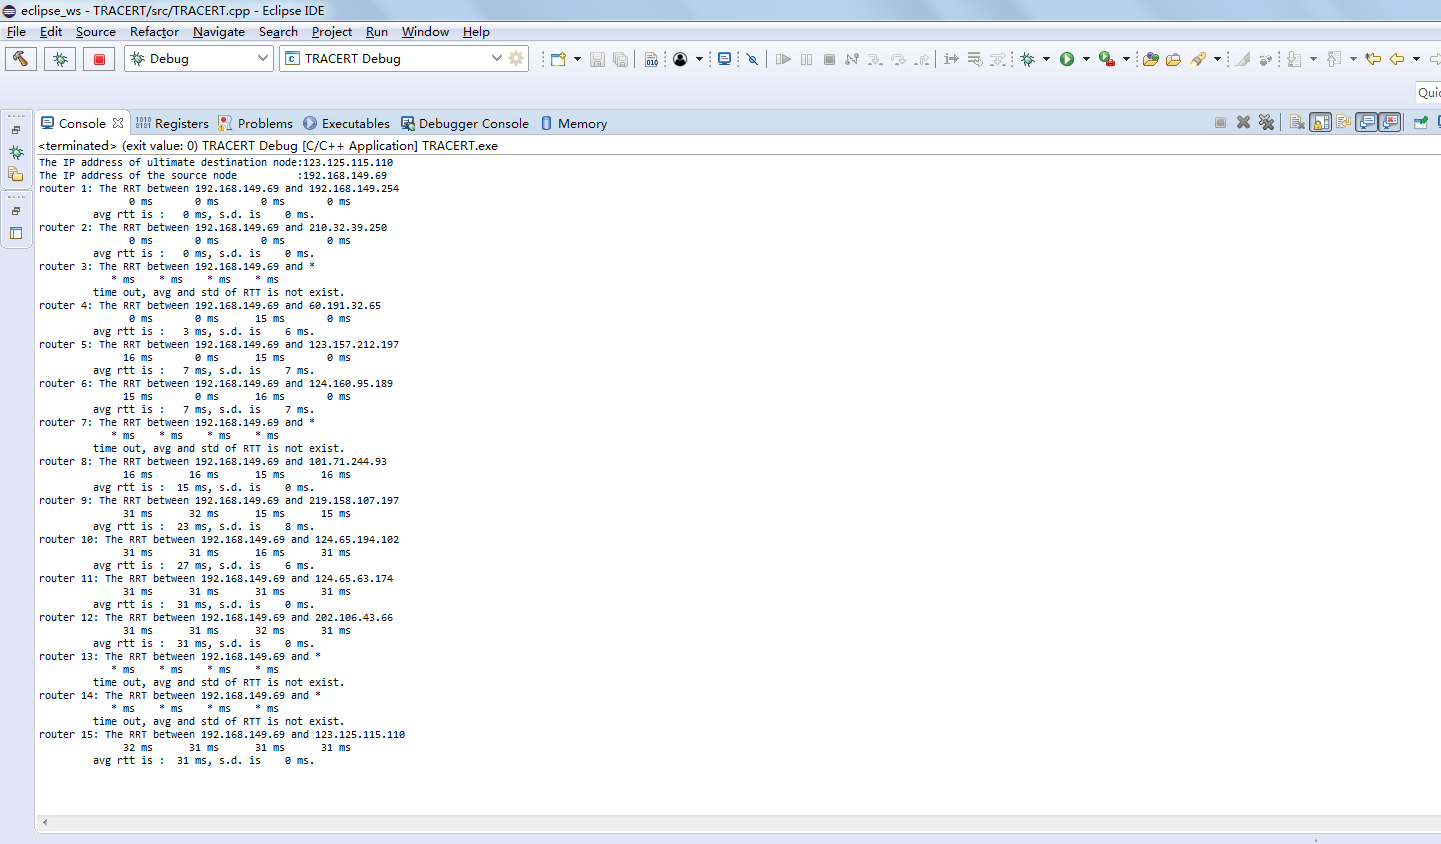 eclipse_ws - TRACERT/src/TRACERT.cpp - Eclipse IDE
File Edit Source Refactor Navigate Search Project Run Window Help
Debug TRACERT Debug
Console Registers Problems Executables Debugger Console Memory
<terminated> (exit value: 0) TRACERT Debug [C/C++ Application] TRACERT.exe
The IP address of ultimate destination node:123.125.115.110
The IP address of the source node :192.168.149.69
router 1: The RRT between 192.168.149.69 and 192.168.149.254
0 ms 0 ms 0 ms 0 ms
avg rtt is : 0 ms, s.d. is 0 ms.
router 2: The RRT between 192.168.149.69 and 210.32.39.250
0 ms 0 ms 0 ms 0 ms
avg rtt is : 0 ms, s.d. is 0 ms.
router 3: The RRT between 192.168.149.69 and *
* ms * ms * ms * ms
time out, avg and std of RTT is not exist.
router 4: The RRT between 192.168.149.69 and 60.191.32.65
0 ms 0 ms 15 ms 0 ms
avg rtt is : 3 ms, s.d. is 6 ms.
router 5: The RRT between 192.168.149.69 and 123.157.212.197
16 ms 0 ms 15 ms 0 ms
avg rtt is : 7 ms, s.d. is 7 ms.
router 6: The RRT between 192.168.149.69 and 124.160.95.189
15 ms 0 ms 16 ms 0 ms
avg rtt is : 7 ms, s.d. is 7 ms.
router 7: The RRT between 192.168.149.69 and *
* ms * ms * ms * ms
time out, avg and std of RTT is not exist.
router 8: The RRT between 192.168.149.69 and 101.71.244.93
16 ms 16 ms 15 ms 16 ms
avg rtt is : 15 ms, s.d. is 0 ms.
router 9: The RRT between 192.168.149.69 and 219.158.107.197
31 ms 32 ms 15 ms 15 ms
avg rtt is : 23 ms, s.d. is 8 ms.
router 10: The RRT between 192.168.149.69 and 124.65.194.102
31 ms 31 ms 16 ms 31 ms
avg rtt is : 27 ms, s.d. is 6 ms.
router 11: The RRT between 192.168.149.69 and 124.65.63.174
31 ms 31 ms 31 ms 31 ms
avg rtt is : 31 ms, s.d. is 0 ms.
router 12: The RRT between 192.168.149.69 and 202.106.43.66
31 ms 31 ms 32 ms 31 ms
avg rtt is : 31 ms, s.d. is 0 ms.
router 13: The RRT between 192.168.149.69 and *
* ms * ms * ms * ms
time out, avg and std of RTT is not exist.
router 14: The RRT between 192.168.149.69 and *
* ms * ms * ms * ms
time out, avg and std of RTT is not exist.
router 15: The RRT between 192.168.149.69 and 123.125.115.110
32 ms 31 ms 31 ms 31 ms
avg rtt is : 31 ms, s.d. is 0 ms.